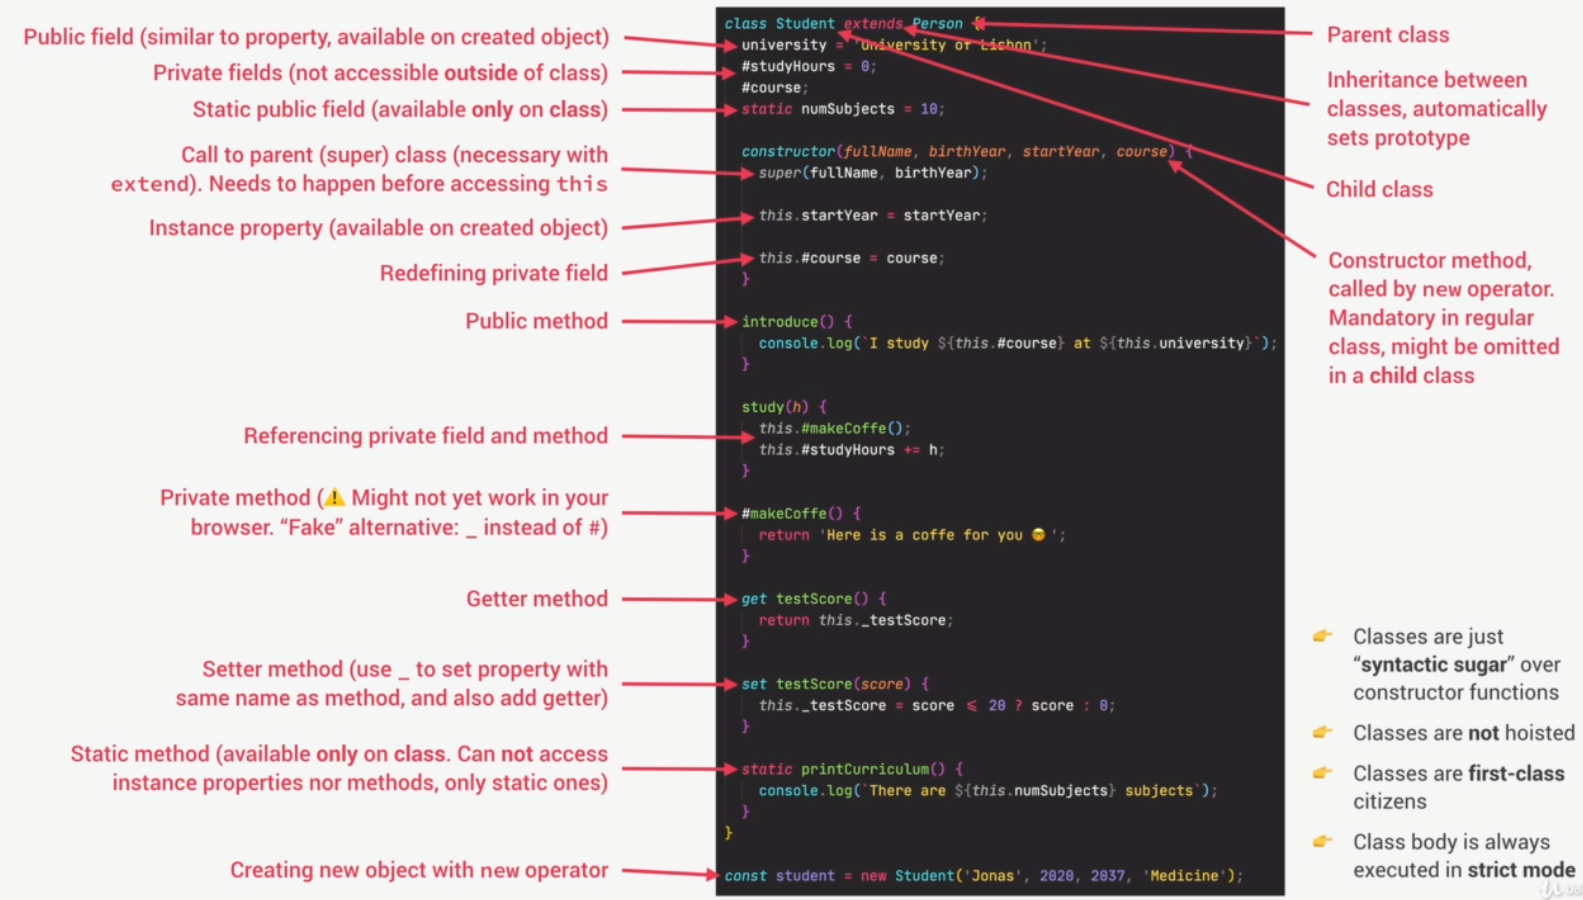 Public field (similar to property, available on created object)
Private fields (not accessible outside of class)
Static public field (available only on class)
Call to parent (super) class (necessary with
extend). Needs to happen before accessing this
Instance property (available on created object)
Redefining private field
Public method
Referencing private field and method
Private method (⚠️ Might not yet work in your
browser. “Fake” alternative: _ instead of #)
Getter method
Setter method (use _ to set property with
same name as method, and also add getter)
Static method (available only on class. Can not access
instance properties nor methods, only static ones)
Creating new object with new operator
class Student extends Person {
university = 'University of Lisbon';
#studyHours = 0;
#course;
static numSubjects = 10;
constructor(fullName, birthYear, startYear, course) {
super(fullName, birthYear);
this.startYear = startYear;
this.#course = course;
}
introduce() {
console.log(`I study ${this.#course} at ${this.university}`);
}
study(h) {
this.#makeCoffe();
this.#studyHours += h;
}
#makeCoffe() {
return 'Here is a coffe for you 🤓 ';
}
get testScore() {
return this._testScore;
}
set testScore(score) {
this._testScore = score ⩽ 20 ? score : 0;
}
static printCurriculum() {
console.log(`There are ${this.numSubjects} subjects`);
}
}
const student = new Student('Jonas', 2020, 2037, 'Medicine');
Parent class
Inheritance between
classes, automatically
sets prototype
Child class
Constructor method,
called by new operator.
Mandatory in regular
class, might be omitted
in a child class
👉 Classes are just
“syntactic sugar” over
constructor functions
👉 Classes are not hoisted
👉 Classes are first-class
citizens
👉 Class body is always
executed in strict mode